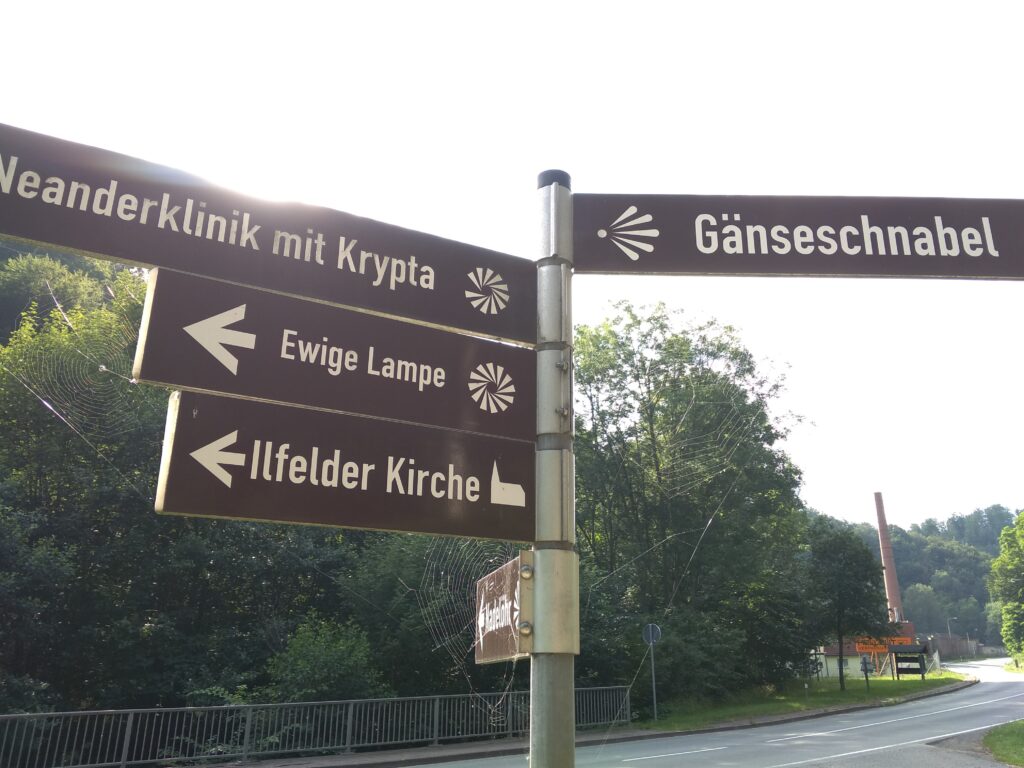 Neanderklinik mit Krypta
Gänseschnabel
Ewige Lampe
Ilfelder Kirche